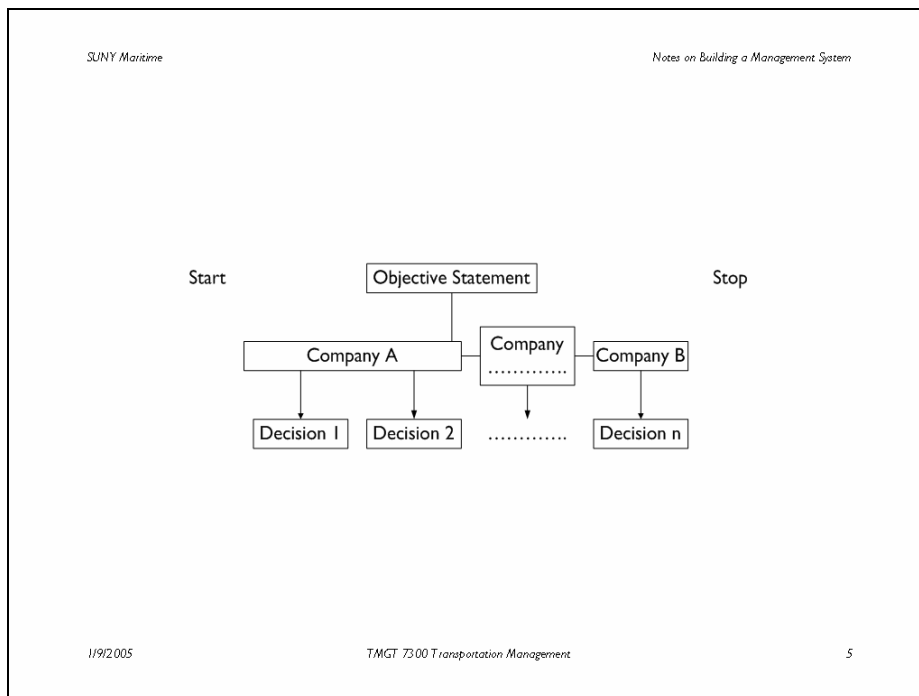 SUNY Maritime
Notes on Building a Management System
Start
Objective Statement
Stop
Company A
Company
.............
Company B
Decision 1
Decision 2
.............
Decision n
1/9/2005
TMGT 7300 Transportation Management
5